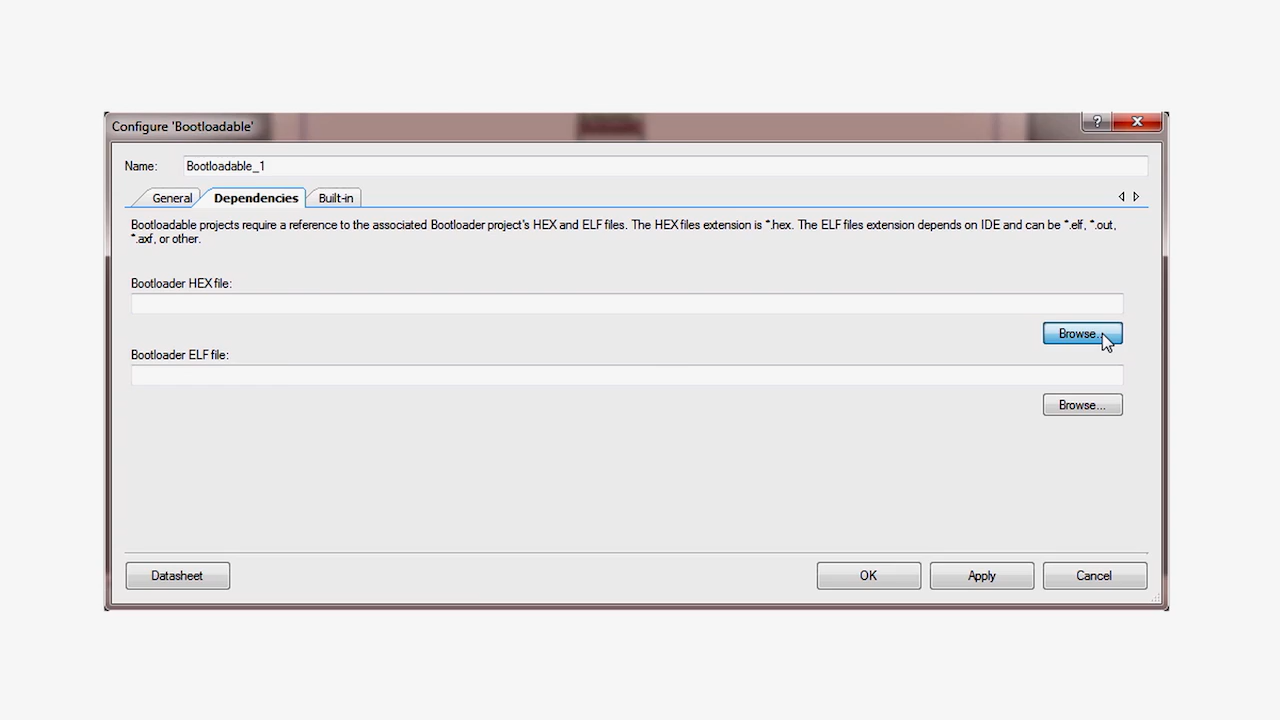 Configure 'Bootloadable'
?
Name: Bootloadable_1
General Dependencies Built-in
Bootloadable projects require a reference to the associated Bootloader project's HEX and ELF files. The HEX files extension is *.hex. The ELF files extension depends on IDE and can be *.elf, *.out,
*.axf, or other.
Bootloader HEX file:
Browse...
Bootloader ELF file:
Browse...
Datasheet OK Apply Cancel